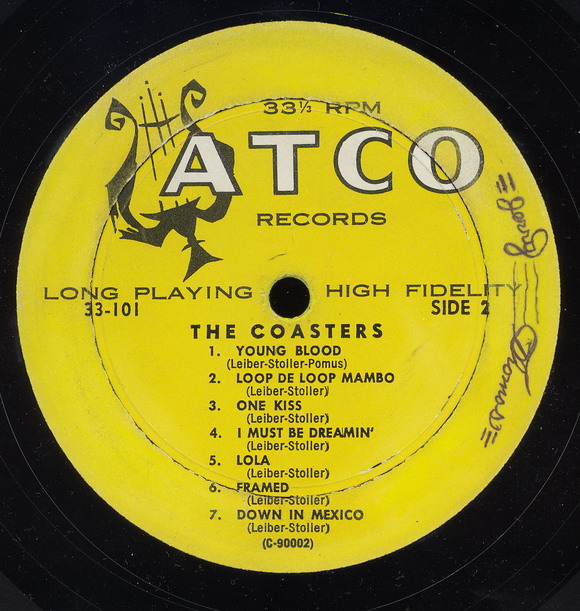 33⅓ RPM
ATCO
RECORDS
LONG PLAYING HIGH FIDELITY
33-101 SIDE 2
THE COASTERS
1. YOUNG BLOOD
(Leiber-Stoller-Pomus)
2. LOOP DE LOOP MAMBO
(Leiber-Stoller)
3. ONE KISS
(Leiber-Stoller)
4. I MUST BE DREAMIN'
(Leiber-Stoller)
5. LOLA
(Leiber-Stoller)
6. FRAMED
(Leiber-Stoller)
7. DOWN IN MEXICO
(Leiber-Stoller)
(C-90002)